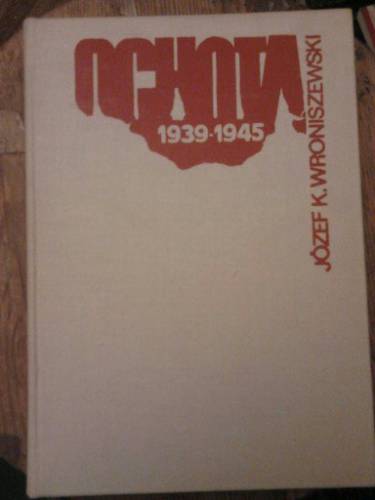 OCHOTA
1939-1945
JÓZEF K. WRONISZEWSKI